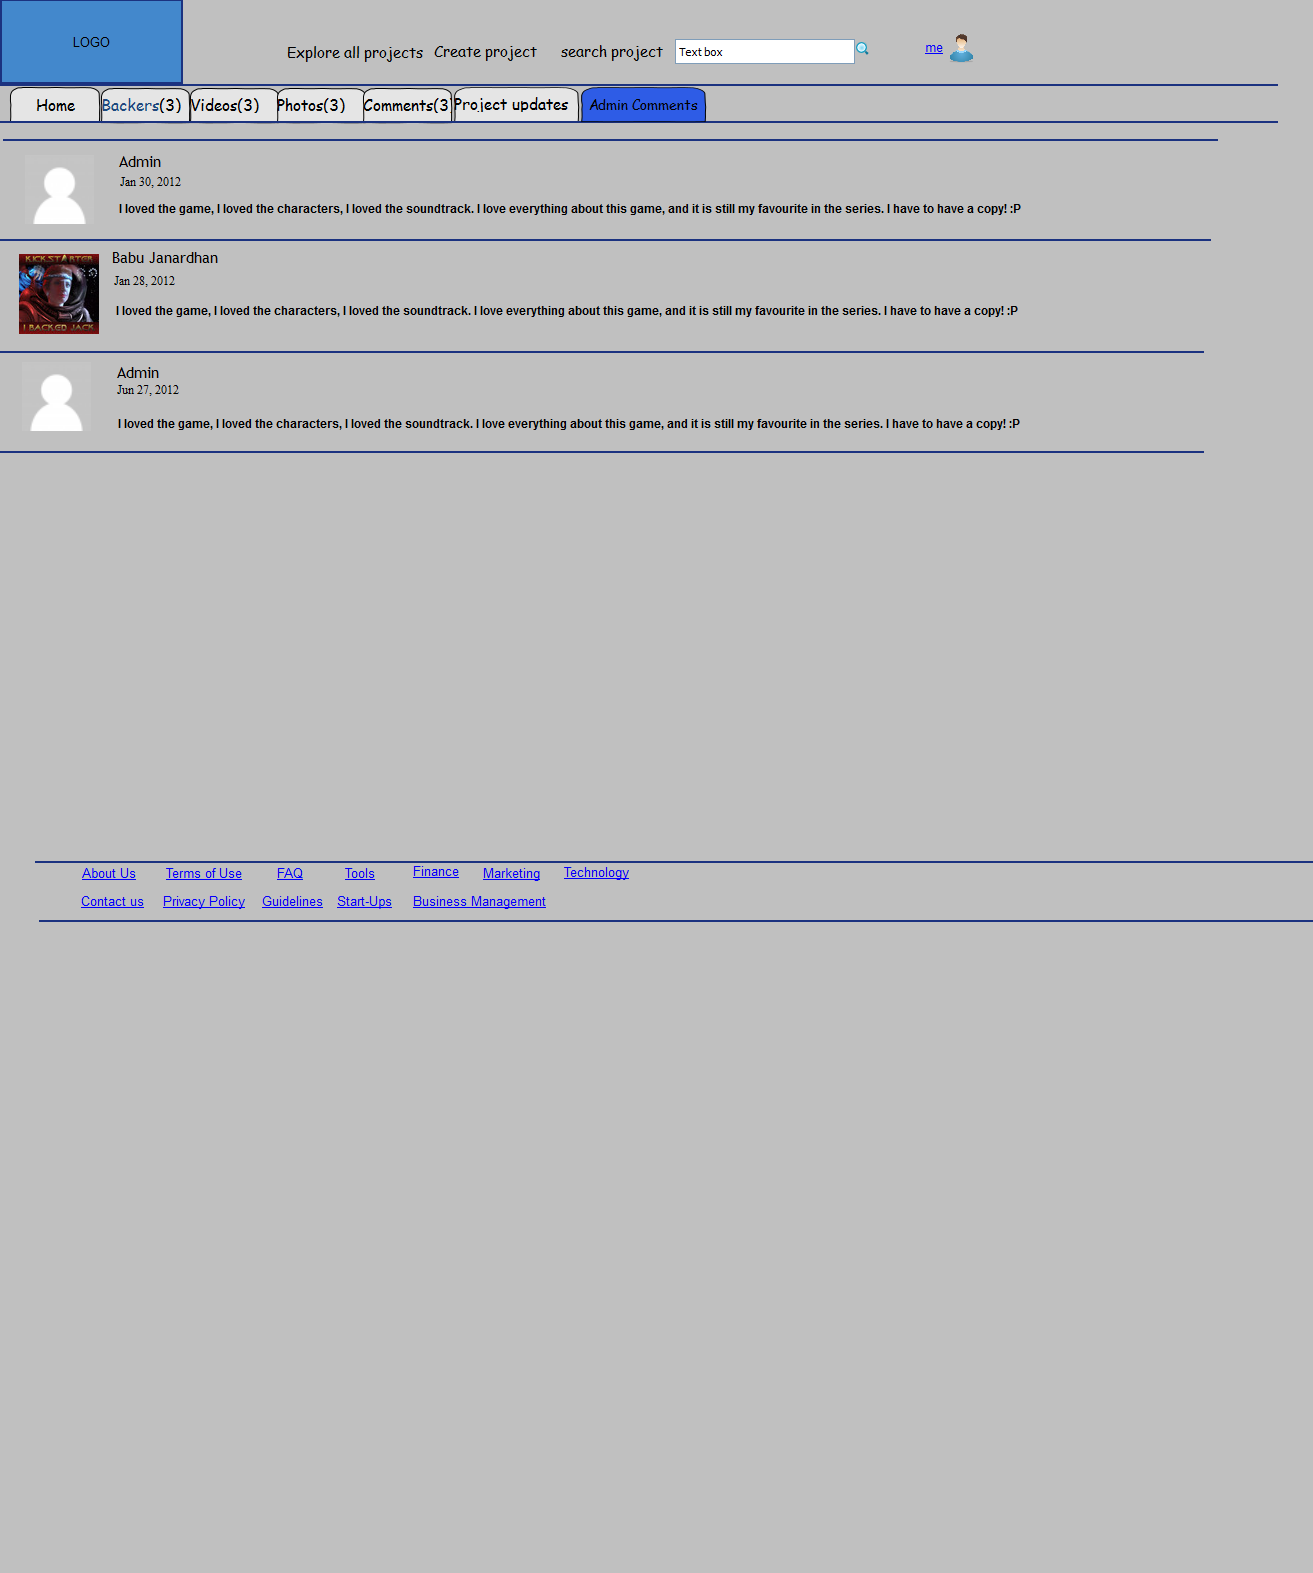 LOGO
Explore all projects Create project search project Text box me
Home Backers(3) Videos(3) Photos(3) Comments(3) Project updates Admin Comments
Admin
Jan 30, 2012
I loved the game, I loved the characters, I loved the soundtrack. I love everything about this game, and it is still my favourite in the series. I have to have a copy! :P
KICKSTARTER
I BACKED JACK
Babu Janardhan
Jan 28, 2012
I loved the game, I loved the characters, I loved the soundtrack. I love everything about this game, and it is still my favourite in the series. I have to have a copy! :P
Admin
Jun 27, 2012
I loved the game, I loved the characters, I loved the soundtrack. I love everything about this game, and it is still my favourite in the series. I have to have a copy! :P
About Us Terms of Use FAQ Tools Finance Marketing Technology
Contact us Privacy Policy Guidelines Start-Ups Business Management